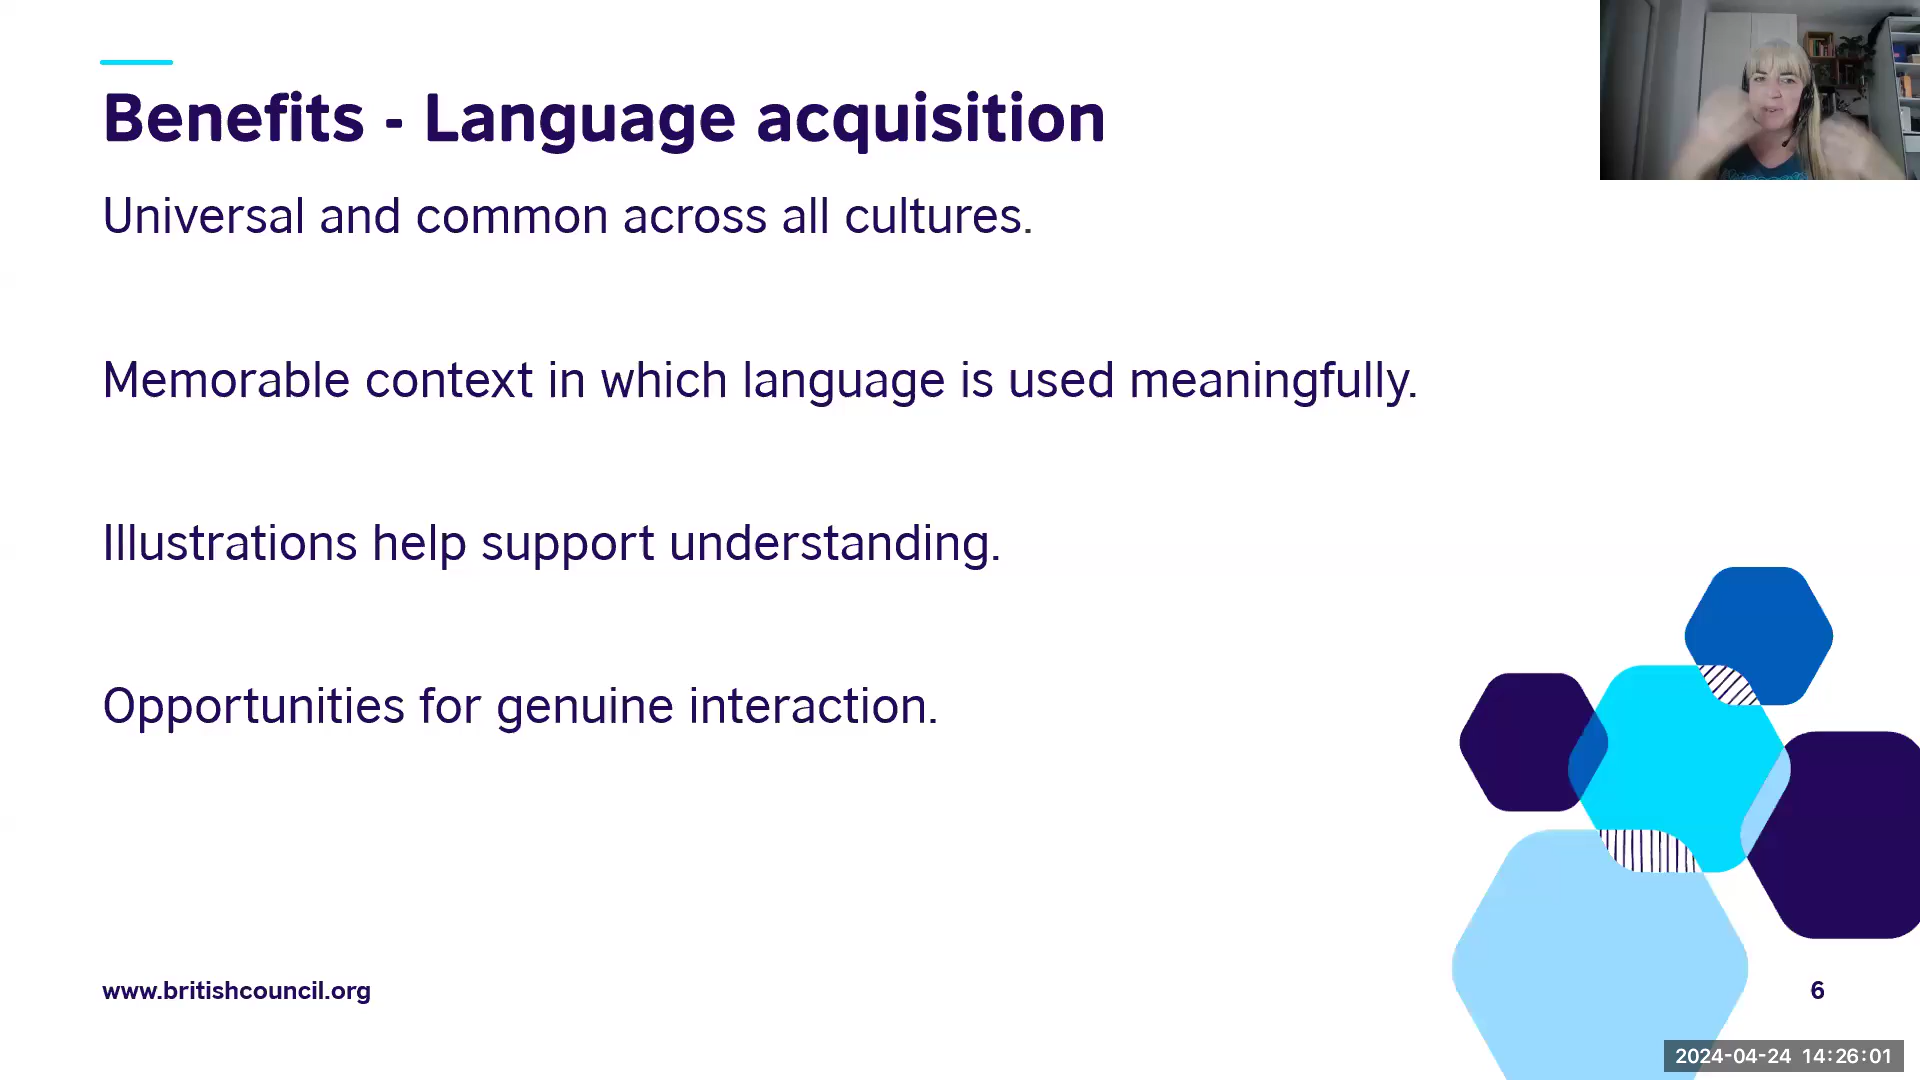 Benefits - Language acquisition
Universal and common across all cultures.
Memorable context in which language is used meaningfully.
Illustrations help support understanding.
Opportunities for genuine interaction.
www.britishcouncil.org
6
2024-04-24 14:26:01